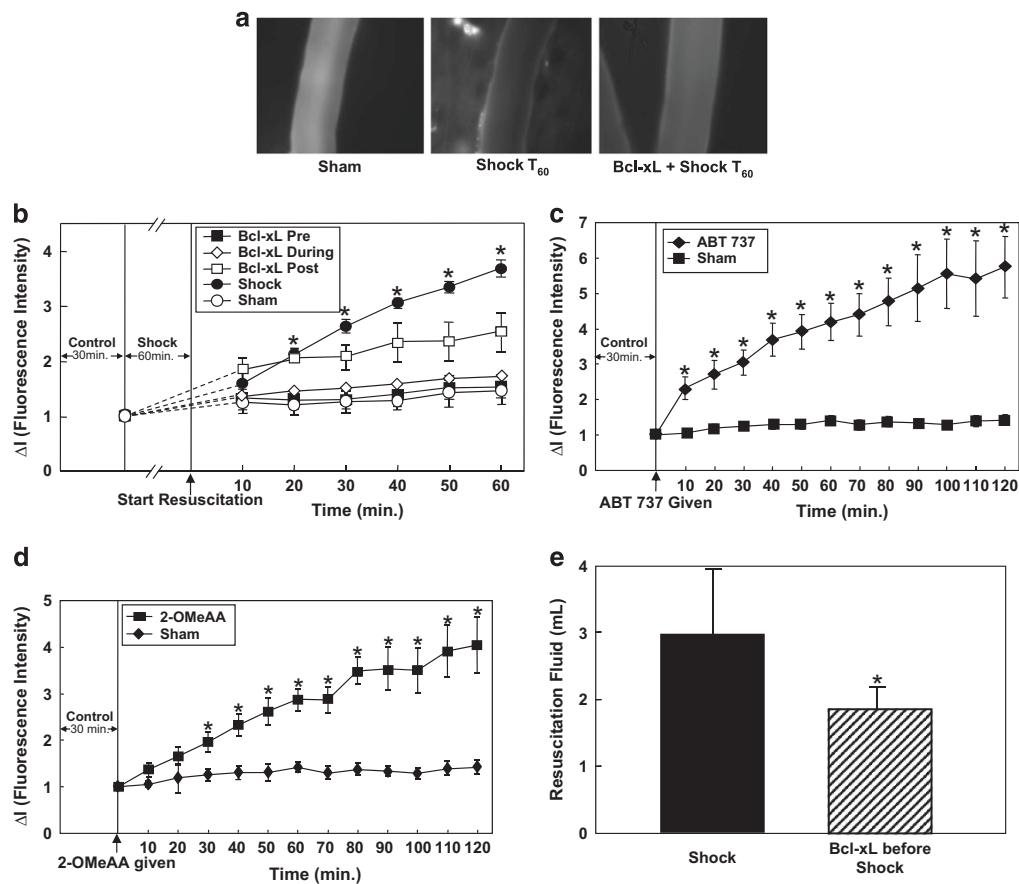 a
Sham
Shock T60
Bcl-xL + Shock T60
b
ΔI (Fluorescence Intensity)
4
3
2
1
0
Bcl-xL Pre
Bcl-xL During
Bcl-xL Post
Shock
Sham
Control
30min.
Shock
60min.
* * * * *
10 20 30 40 50 60
Start Resuscitation
Time (min.)
c
ΔI (Fluorescence Intensity)
7
6
5
4
3
2
1
0
ABT 737
Sham
Control
30min.
* * * * * * * * * * * *
10 20 30 40 50 60 70 80 90 100 110 120
ABT 737 Given
Time (min.)
d
ΔI (Fluorescence Intensity)
5
4
3
2
1
0
2-OMeAA
Sham
Control
30 min.
* * * * * * * * * *
10 20 30 40 50 60 70 80 90 100 110 120
2-OMeAA given
Time (min.)
e
Resuscitation Fluid (mL)
4
3
2
1
0
*
Shock
Bcl-xL before
Shock